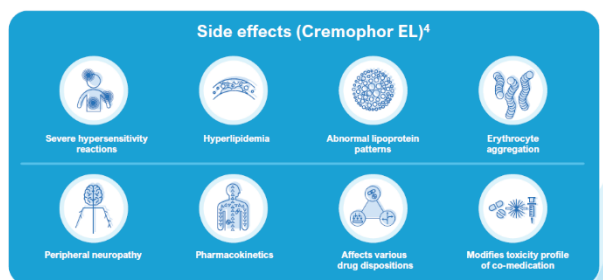 Side effects (Cremophor EL)⁴
Severe hypersensitivity
reactions
Hyperlipidemia
Abnormal lipoprotein
patterns
Erythrocyte
aggregation
Peripheral neuropathy
Pharmacokinetics
Affects various
drug dispositions
Modifies toxicity profile
of co-medication